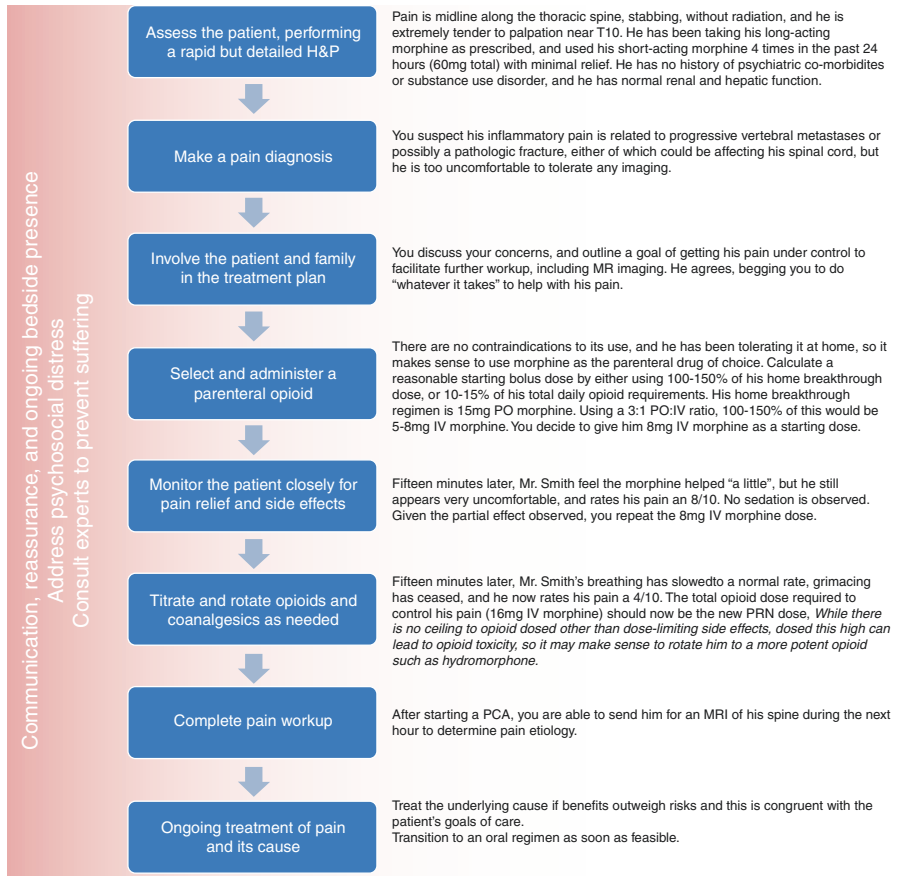 Communication, reassurance, and ongoing bedside presence
Address psychosocial distress
Consult experts to prevent suffering
Assess the patient, performing
a rapid but detailed H&P
Pain is midline along the thoracic spine, stabbing, without radiation, and he is
extremely tender to palpation near T10. He has been taking his long-acting
morphine as prescribed, and used his short-acting morphine 4 times in the past 24
hours (60mg total) with minimal relief. He has no history of psychiatric co-morbidites
or substance use disorder, and he has normal renal and hepatic function.
Make a pain diagnosis
You suspect his inflammatory pain is related to progressive vertebral metastases or
possibly a pathologic fracture, either of which could be affecting his spinal cord, but
he is too uncomfortable to tolerate any imaging.
Involve the patient and family
in the treatment plan
You discuss your concerns, and outline a goal of getting his pain under control to
facilitate further workup, including MR imaging. He agrees, begging you to do
“whatever it takes” to help with his pain.
Select and administer a
parenteral opioid
There are no contraindications to its use, and he has been tolerating it at home, so it
makes sense to use morphine as the parenteral drug of choice. Calculate a
reasonable starting bolus dose by either using 100-150% of his home breakthrough
dose, or 10-15% of his total daily opioid requirements. His home breakthrough
regimen is 15mg PO morphine. Using a 3:1 PO:IV ratio, 100-150% of this would be
5-8mg IV morphine. You decide to give him 8mg IV morphine as a starting dose.
Monitor the patient closely for
pain relief and side effects
Fifteen minutes later, Mr. Smith feel the morphine helped “a little”, but he still
appears very uncomfortable, and rates his pain an 8/10. No sedation is observed.
Given the partial effect observed, you repeat the 8mg IV morphine dose.
Titrate and rotate opioids and
coanalgesics as needed
Fifteen minutes later, Mr. Smith’s breathing has slowedto a normal rate, grimacing
has ceased, and he now rates his pain a 4/10. The total opioid dose required to
control his pain (16mg IV morphine) should now be the new PRN dose, While there
is no ceiling to opioid dosed other than dose-limiting side effects, dosed this high can
lead to opioid toxicity, so it may make sense to rotate him to a more potent opioid
such as hydromorphone.
Complete pain workup
After starting a PCA, you are able to send him for an MRI of his spine during the next
hour to determine pain etiology.
Ongoing treatment of pain
and its cause
Treat the underlying cause if benefits outweigh risks and this is congruent with the
patient’s goals of care.
Transition to an oral regimen as soon as feasible.